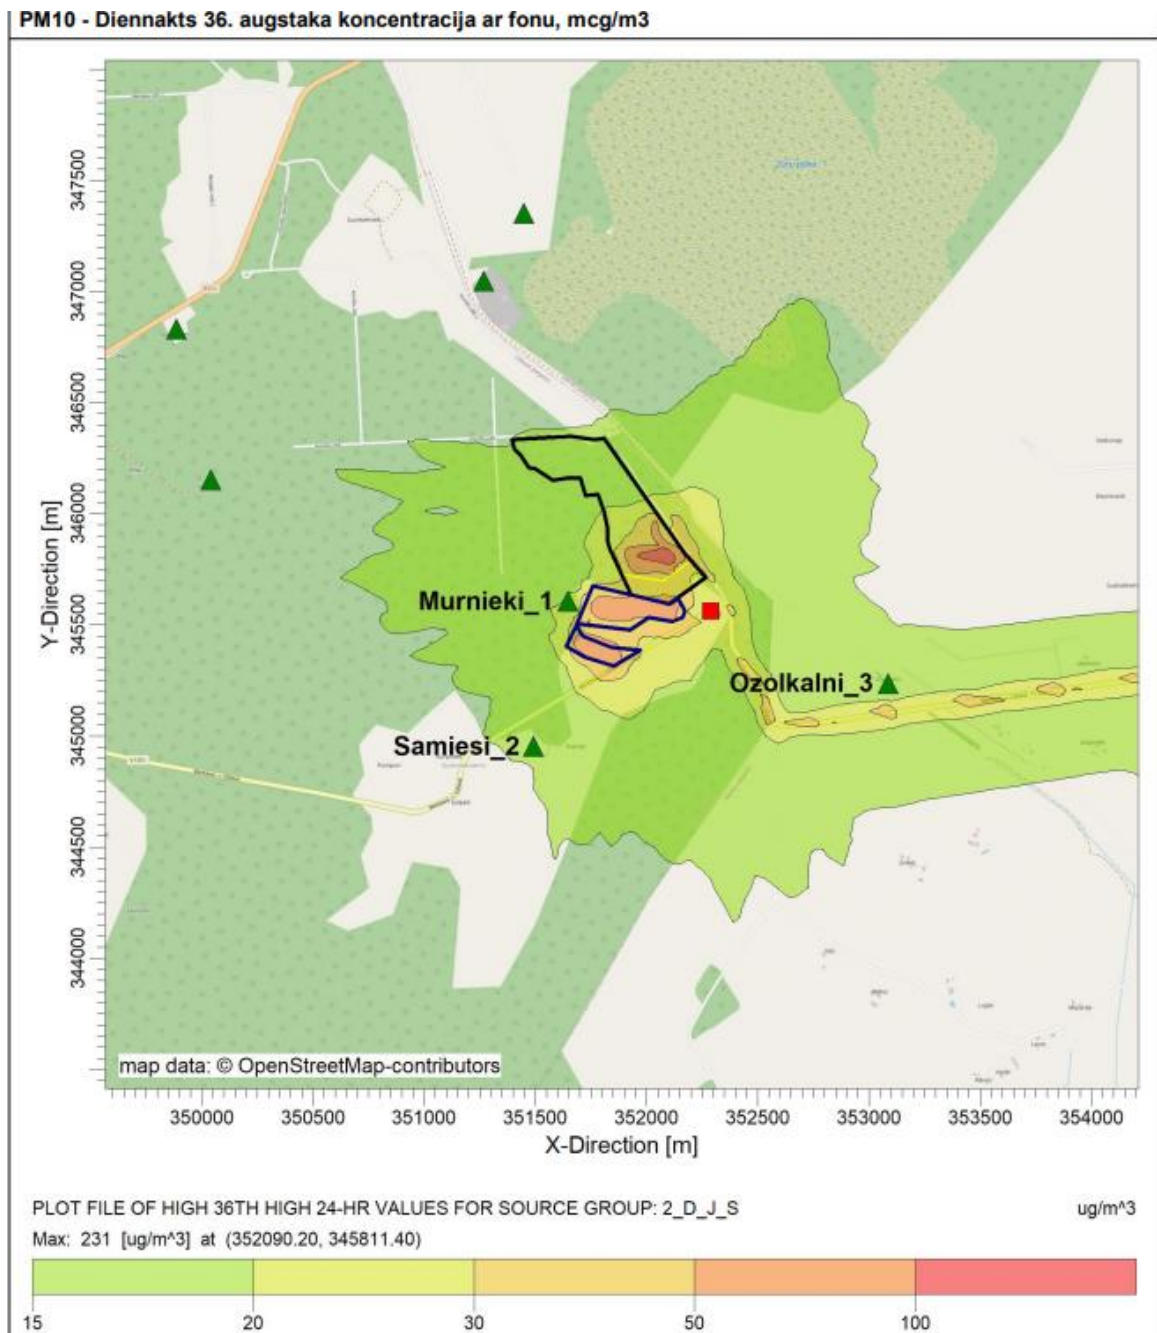 PM10 - Diennakts 36. augstaka koncentracija ar fonu, mcg/m3
347500
347000
346500
346000
345500
345000
344500
344000
Y-Direction [m]
Murnieki_1
Ozolkalni_3
Samiesi_2
map data: © OpenStreetMap-contributors
350000 350500 351000 351500 352000 352500 353000 353500 354000
X-Direction [m]
PLOT FILE OF HIGH 36TH HIGH 24-HR VALUES FOR SOURCE GROUP: 2_D_J_S ug/m^3
Max: 231 [ug/m^3] at (352090.20, 345811.40)
15 20 30 50 100